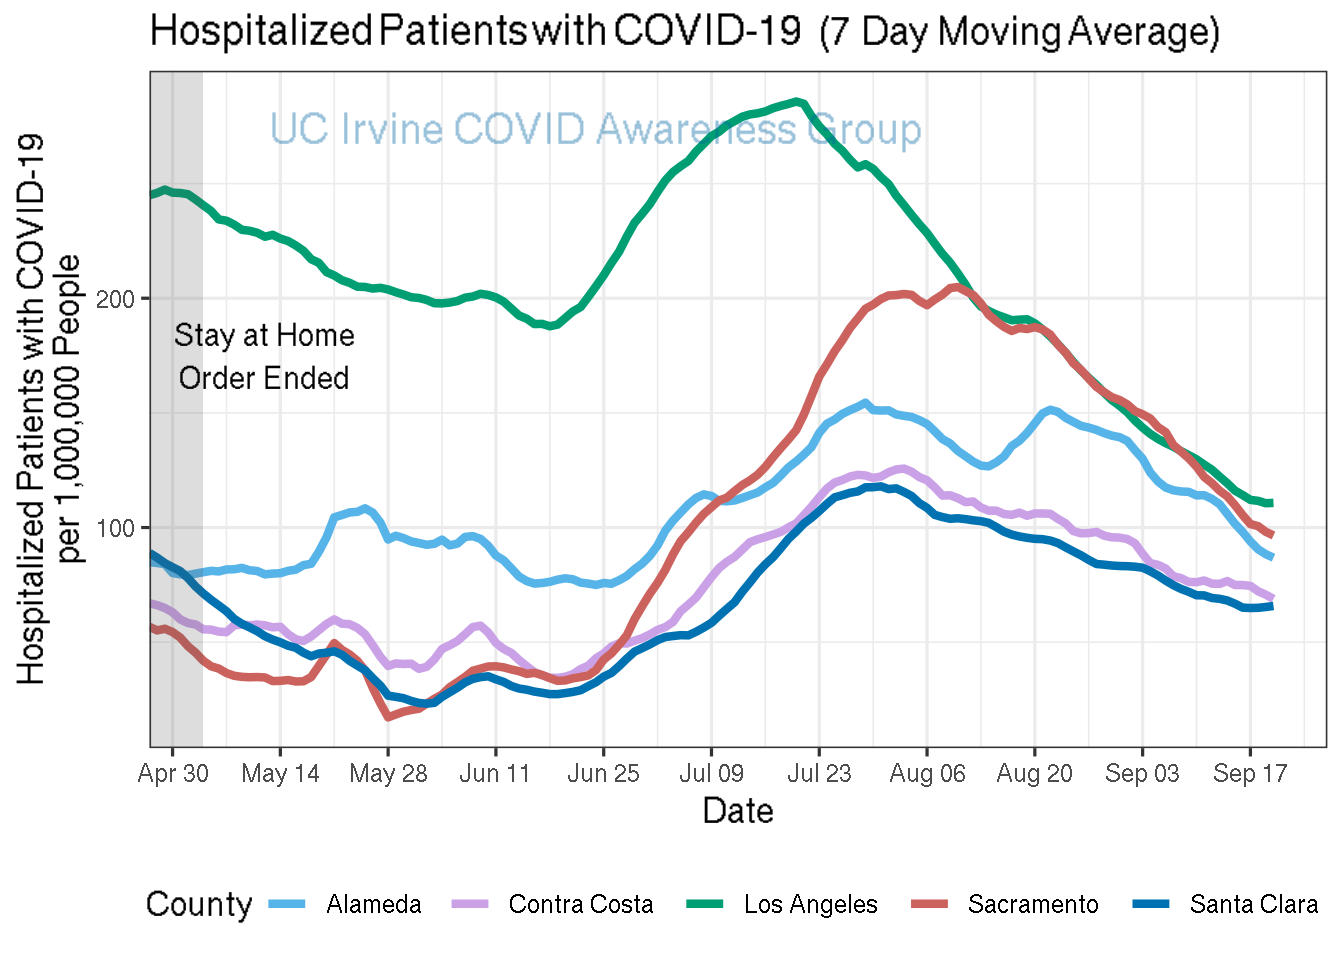 Hospitalized Patients with COVID-19 (7 Day Moving Average)
UC Irvine COVID Awareness Group
Hospitalized Patients with COVID-19
per 1,000,000 People
200
100
Stay at Home
Order Ended
Apr 30 May 14 May 28 Jun 11 Jun 25 Jul 09 Jul 23 Aug 06 Aug 20 Sep 03 Sep 17
Date
County Alameda Contra Costa Los Angeles Sacramento Santa Clara